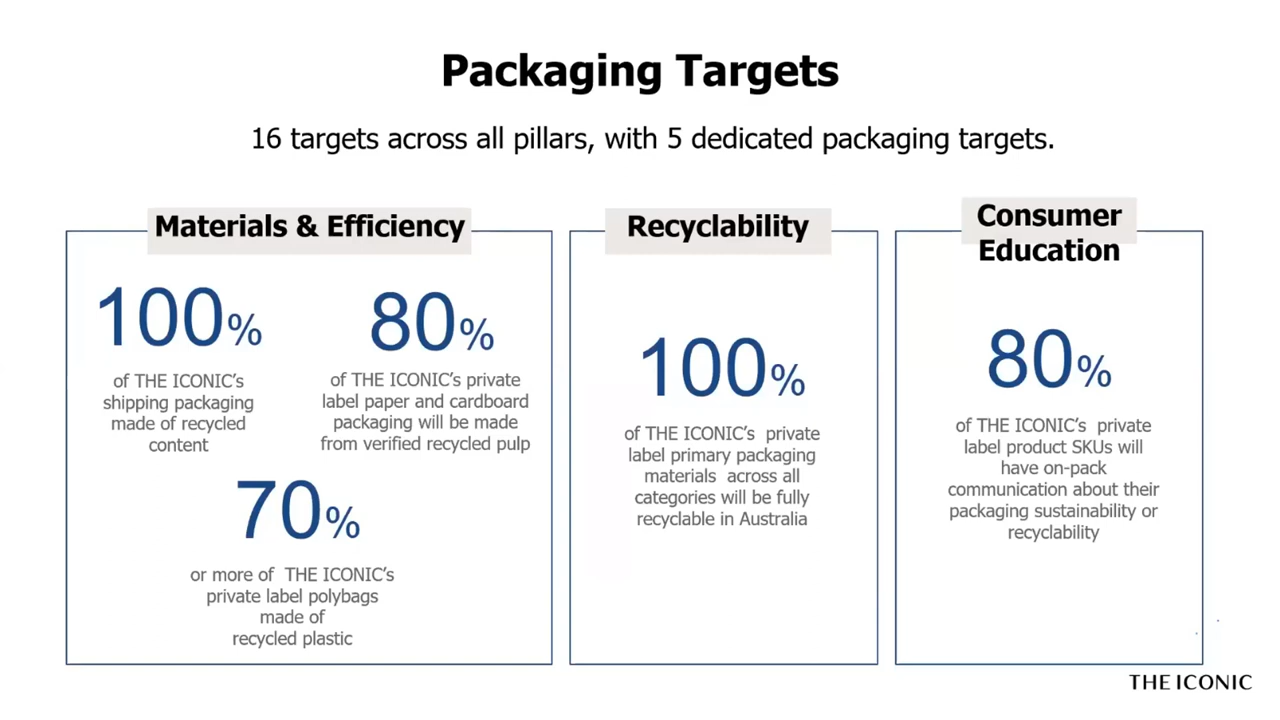 Packaging Targets
16 targets across all pillars, with 5 dedicated packaging targets.
Materials & Efficiency
100%
of THE ICONIC’s
shipping packaging
made of recycled
content
80%
of THE ICONIC’s private
label paper and cardboard
packaging will be made
from verified recycled pulp
70%
or more of THE ICONIC’s
private label polybags
made of
recycled plastic
Recyclability
100%
of THE ICONIC’s private
label primary packaging
materials across all
categories will be fully
recyclable in Australia
Consumer
Education
80%
of THE ICONIC’s private
label product SKUs will
have on-pack
communication about their
packaging sustainability or
recyclability
THE ICONIC